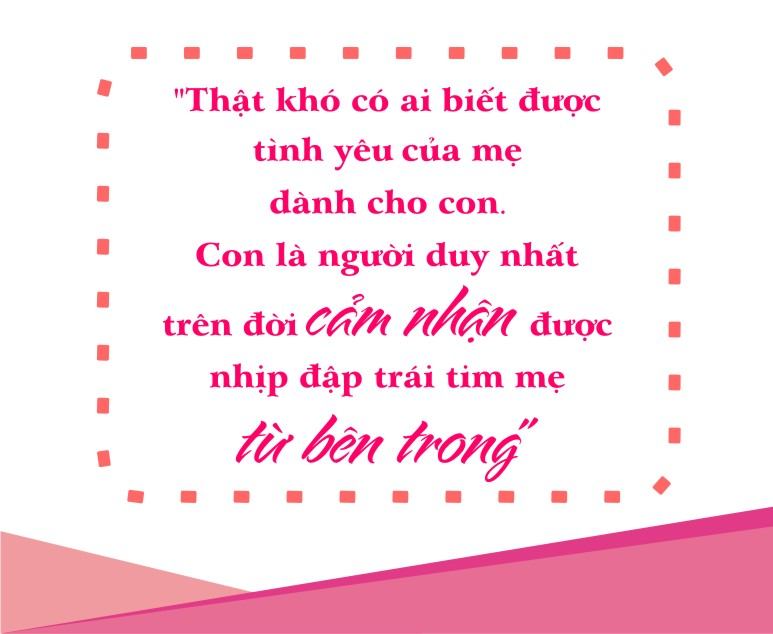 "Thật khó có ai biết được
tình yêu của mẹ
dành cho con.
Con là người duy nhất
trên đời cảm nhận được
nhịp đập trái tim mẹ
từ bên trong"